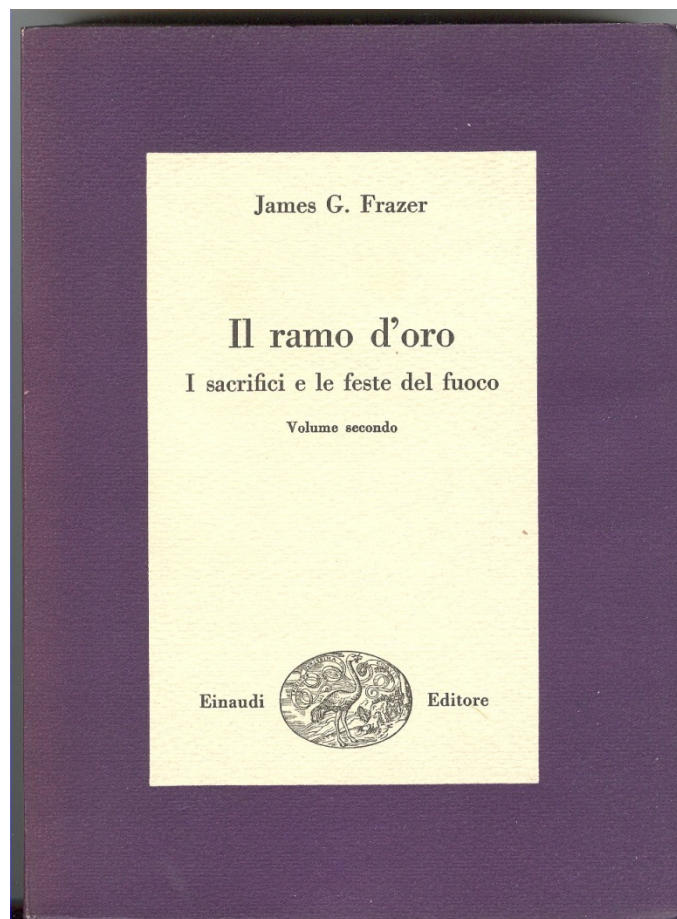 James G. Frazer
Il ramo d'oro
I sacrifici e le feste del fuoco
Volume secondo
Einaudi Editore